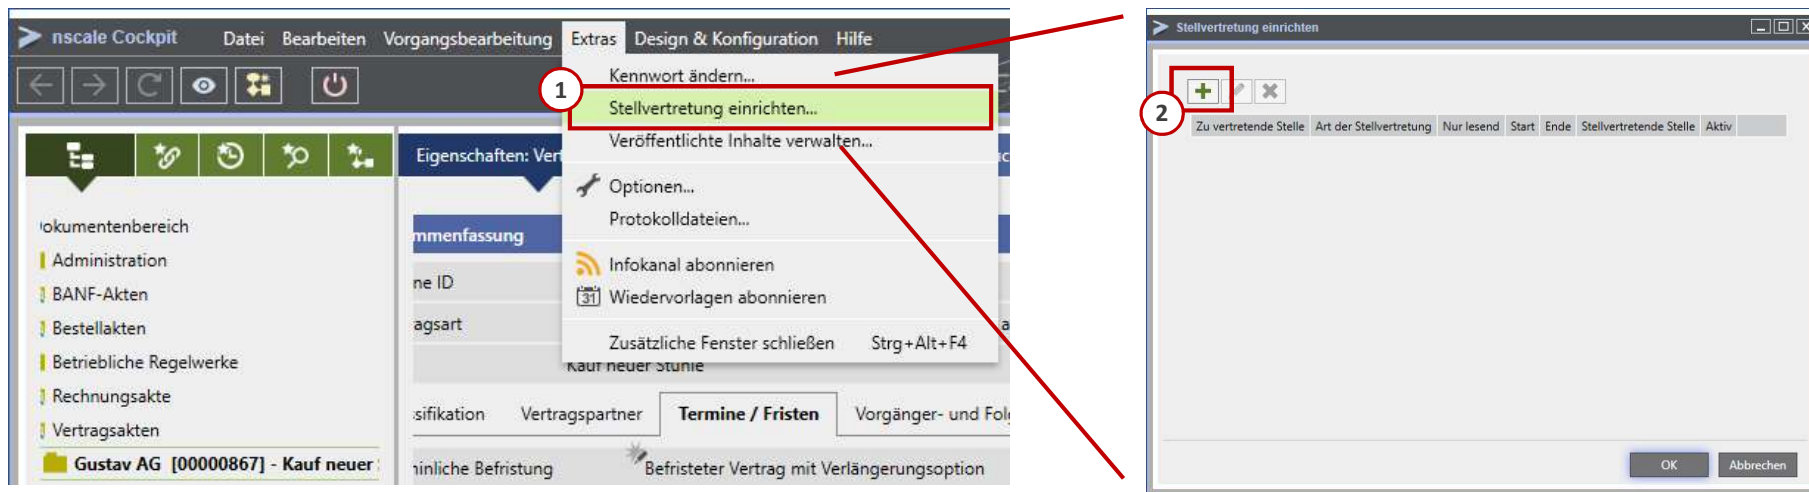 nscale Cockpit Datei Bearbeiten Vorgangsbearbeitung Extras Design & Konfiguration Hilfe
Kennwort ändern...
1
Stellvertretung einrichten...
Veröffentlichte Inhalte verwalten...
Eigenschaften: Ver
Optionen...
Protokolldateien...
okumentenbereich
mmenfassung
Administration
Infokanal abonnieren
ne ID
BANF-Akten
31 Wiedervorlagen abonnieren
Bestellakten
agsart
Zusätzliche Fenster schließen Strg+Alt+F4
Betriebliche Regelwerke
Kauf neuer Stühle
Rechnungsakte
sifikation Vertragspartner Termine / Fristen Vorgänger- und Fol
Vertragsakten
Gustav AG [00000867] - Kauf neuer
inliche Befristung Befristeter Vertrag mit Verlängerungsoption
Stellvertretung einrichten
2
Zu vertretende Stelle Art der Stellvertretung Nur lesend Start Ende Stellvertretende Stelle Aktiv
OK Abbrechen